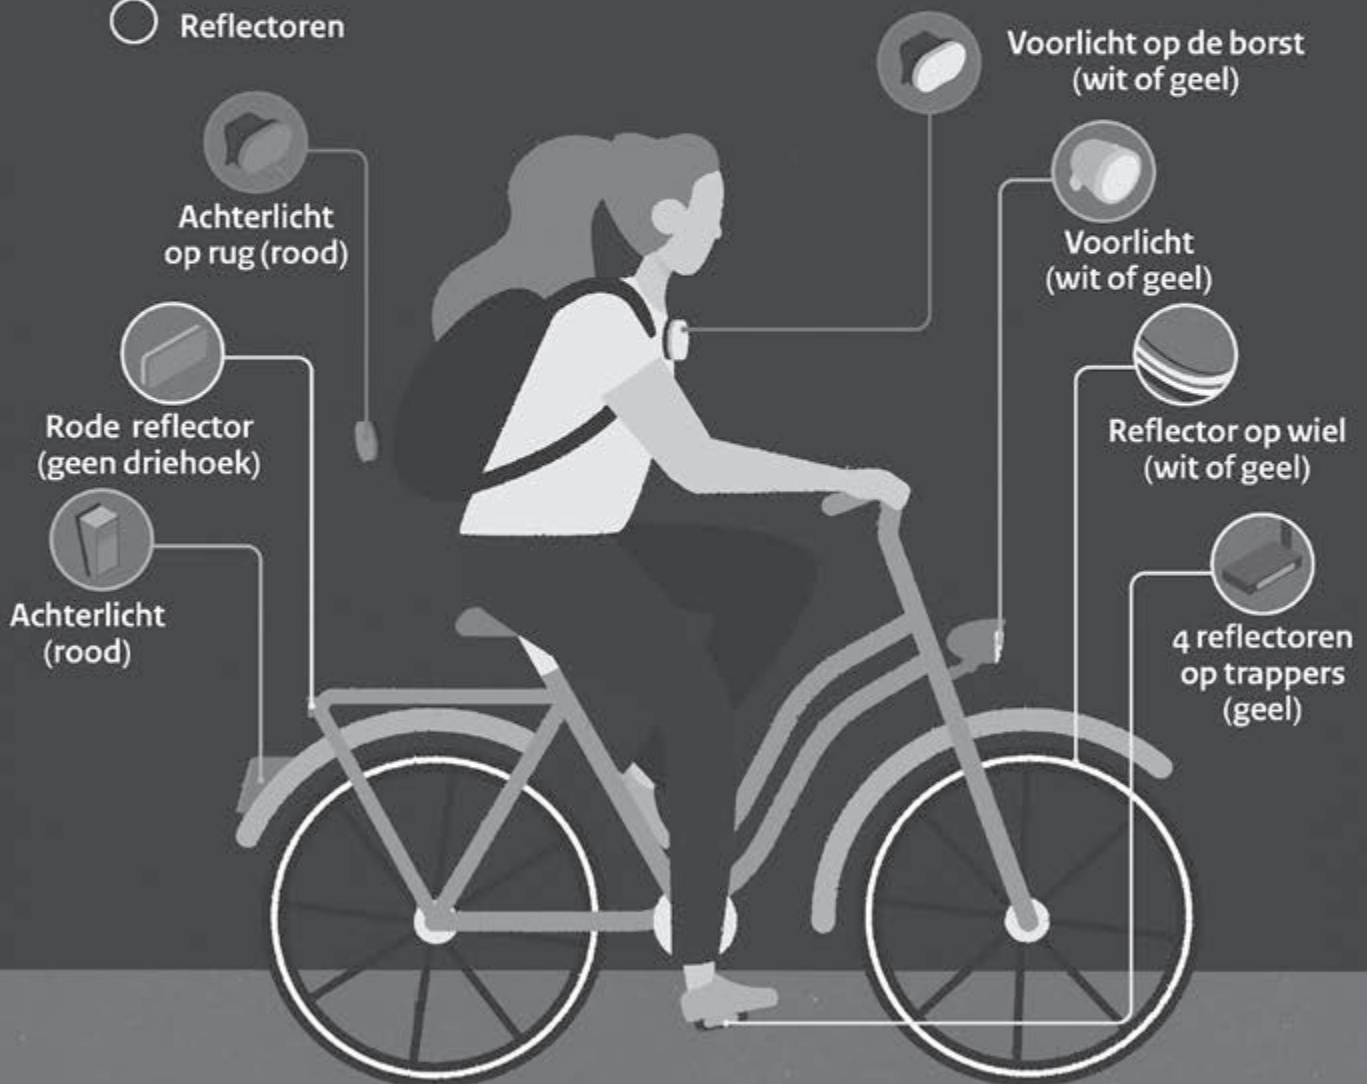 Reflectoren
Voorlicht op de borst
(wit of geel)
Achterlicht
op rug (rood)
Voorlicht
(wit of geel)
Rode reflector
(geen driehoek)
Reflector op wiel
(wit of geel)
Achterlicht
(rood)
4 reflectoren
op trappers
(geel)